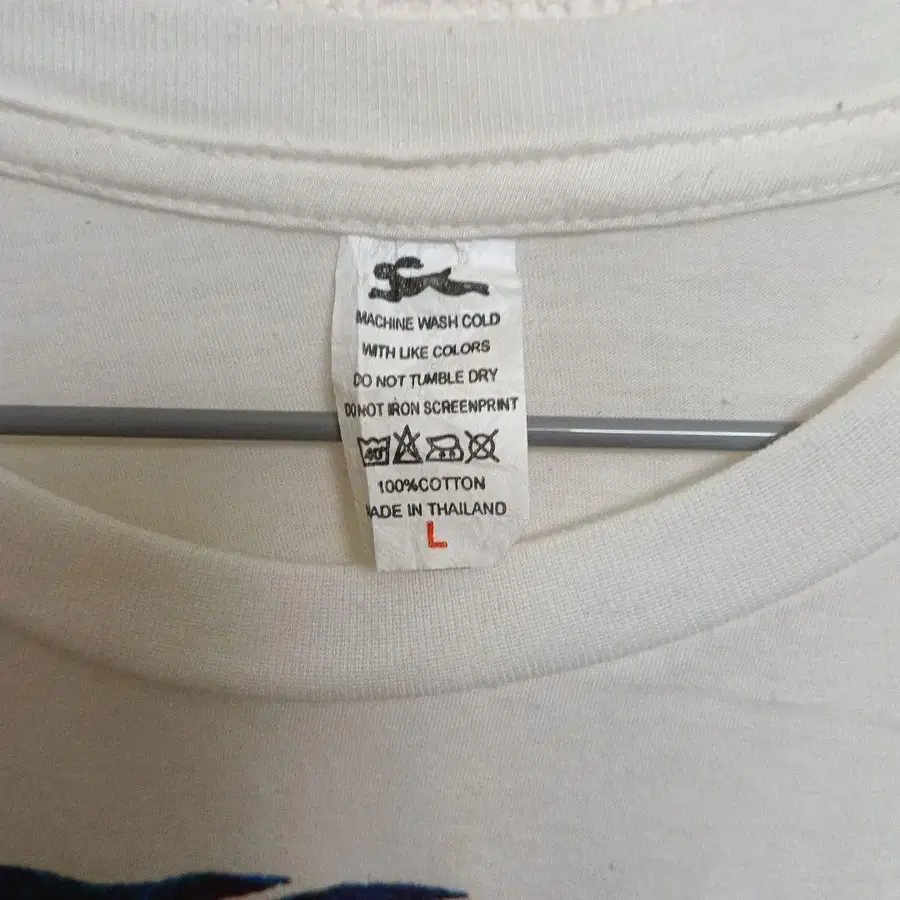 MACHINE WASH COLD
WITH LIKE COLORS
DO NOT TUMBLE DRY
DO NOT IRON SCREENPRINT
40
100%COTTON
MADE IN THAILAND
L